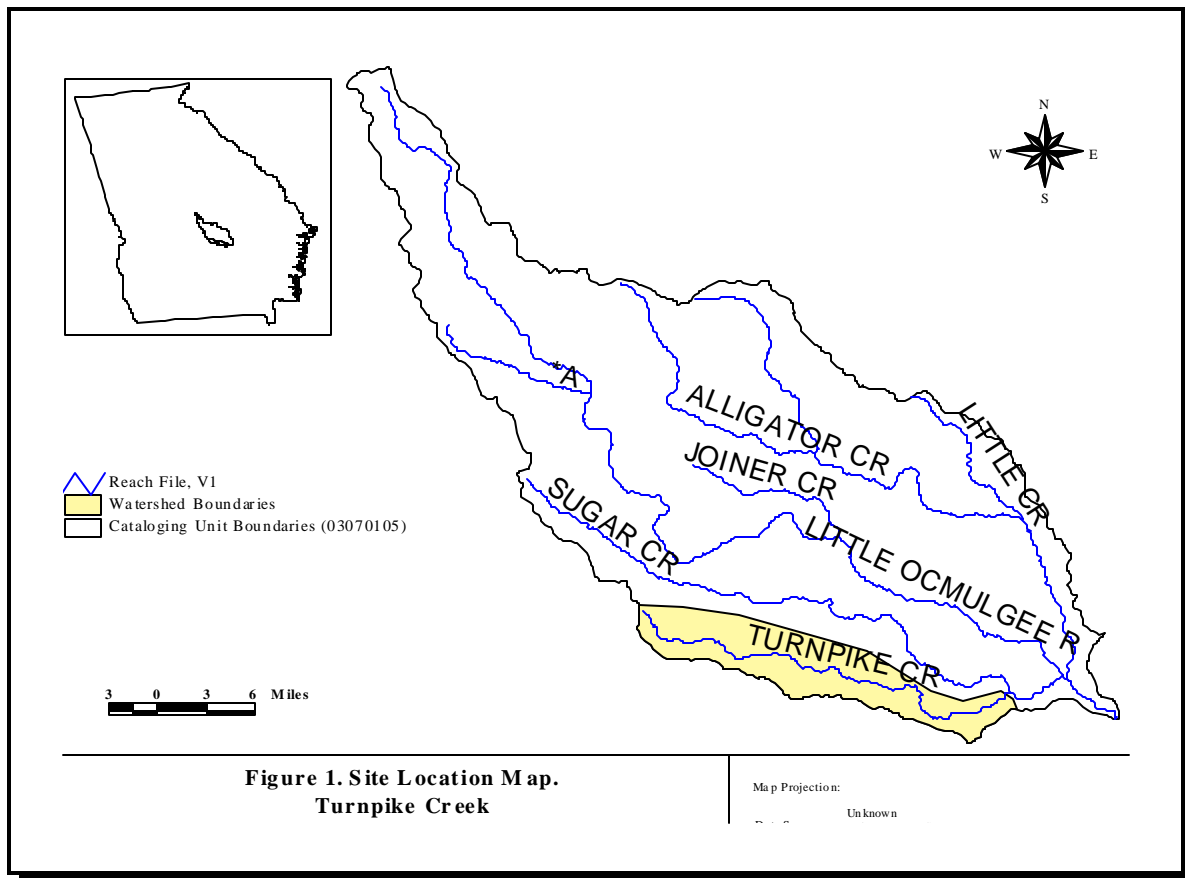 N
W E
S
*A
ALLIGATOR CR
LITTLE CR
JOINER CR
SUGAR CR
LITTLE OCMULGEE R
TURNPIKE CR
Reach File, V1
Watershed Boundaries
Cataloging Unit Boundaries (03070105)
3 0 3 6 Miles
Figure 1. Site Location Map.
Turnpike Creek
Map Projection:
Unknown